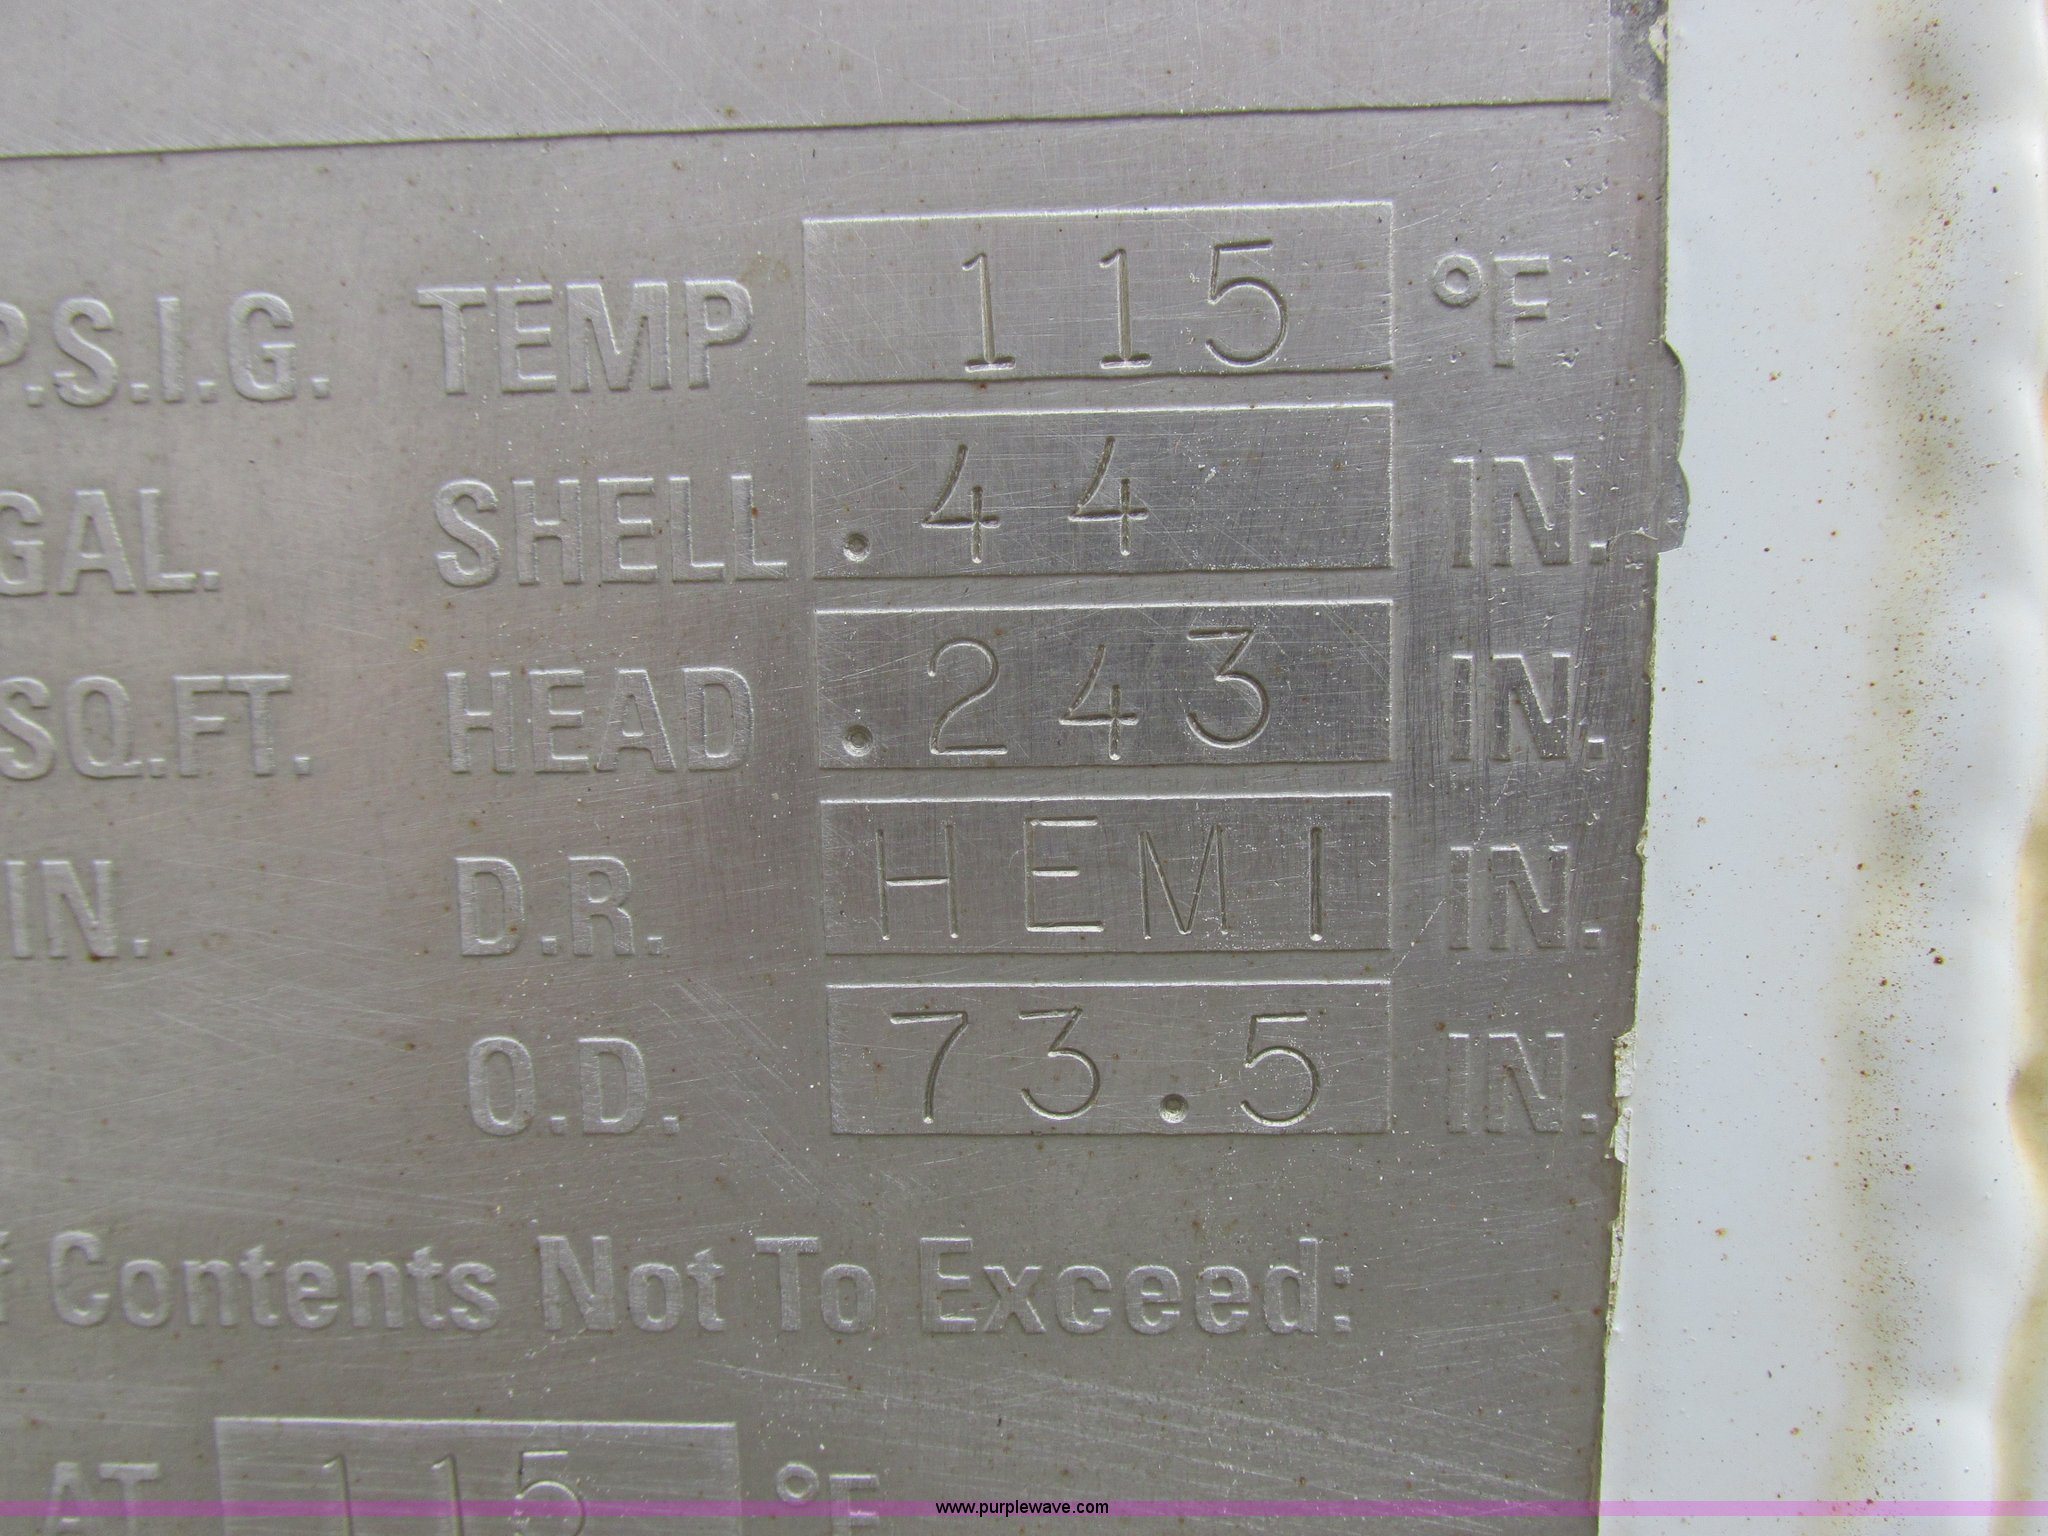 P.S.I.G. TEMP 115 °F
GAL. SHELL .44 IN.
SQ.FT. HEAD .243 IN.
IN. D.R. HEMI IN.
O.D. 73.5 IN.
f Contents Not To Exceed:
AT 115 °F
www.purplewave.com